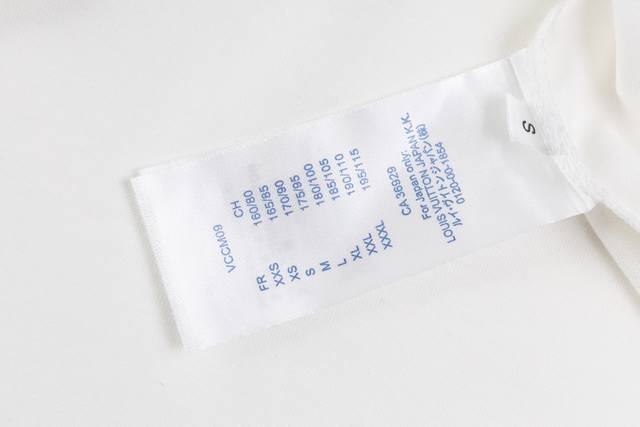 VCCM09
FR CH
XXS 160/80
XS 165/85
S 170/90
M 175/95
L 180/100
XL 185/105
XXL 190/110
XXXL 195/115
CA 36929
For Japan only:
LOUIS VUITTON JAPAN K.K.
ルイ・ヴィトン ジャパン(株)
0120-00-1854
S